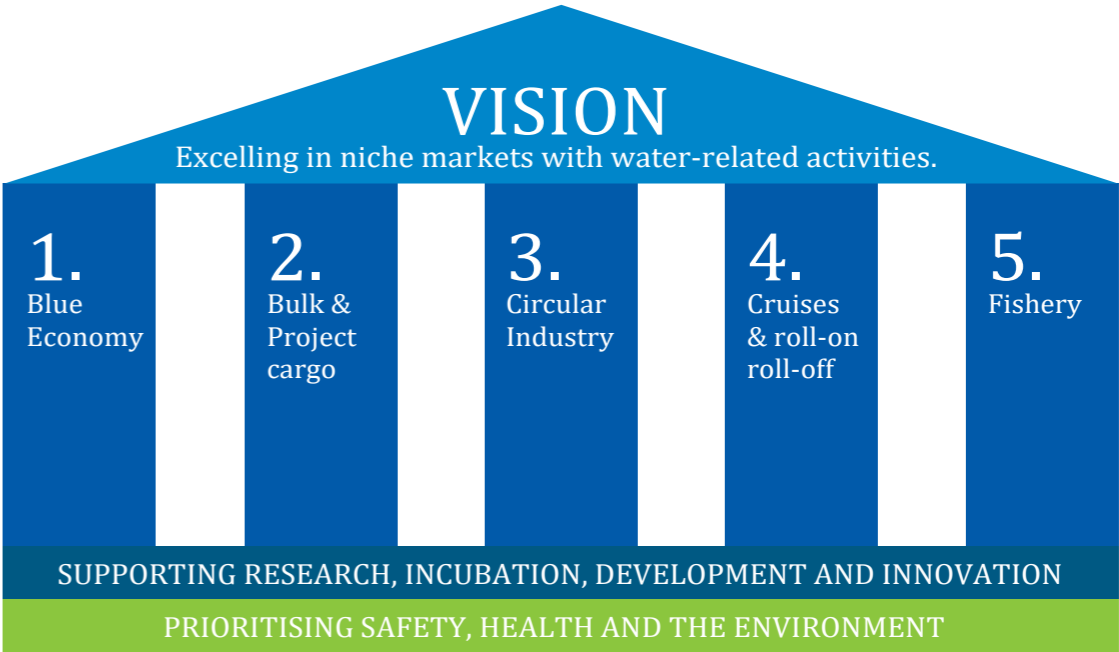 VISION
Excelling in niche markets with water-related activities.
1.
Blue
Economy
2.
Bulk &
Project
cargo
3.
Circular
Industry
4.
Cruises
& roll-on
roll-off
5.
Fishery
SUPPORTING RESEARCH, INCUBATION, DEVELOPMENT AND INNOVATION
PRIORITISING SAFETY, HEALTH AND THE ENVIRONMENT